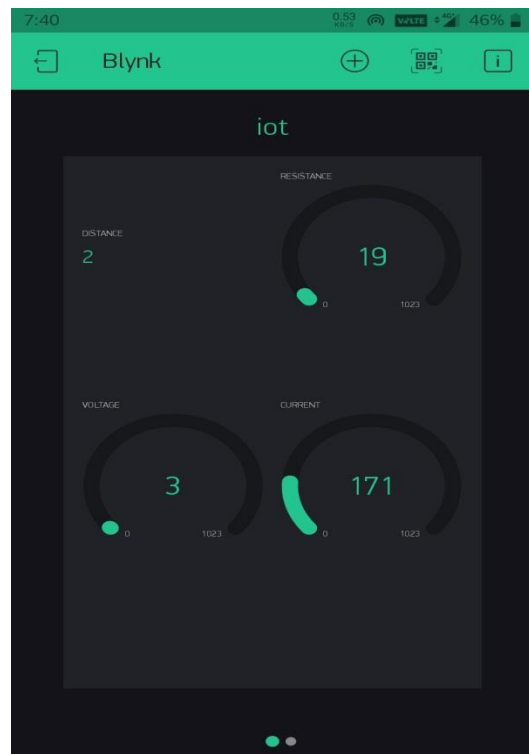 7:40 0.53 KB/S VoLTE 4G+ 46%
Blynk i
iot
DISTANCE
2
RESISTANCE
19
0 1023
VOLTAGE
3
0 1023
CURRENT
171
0 1023